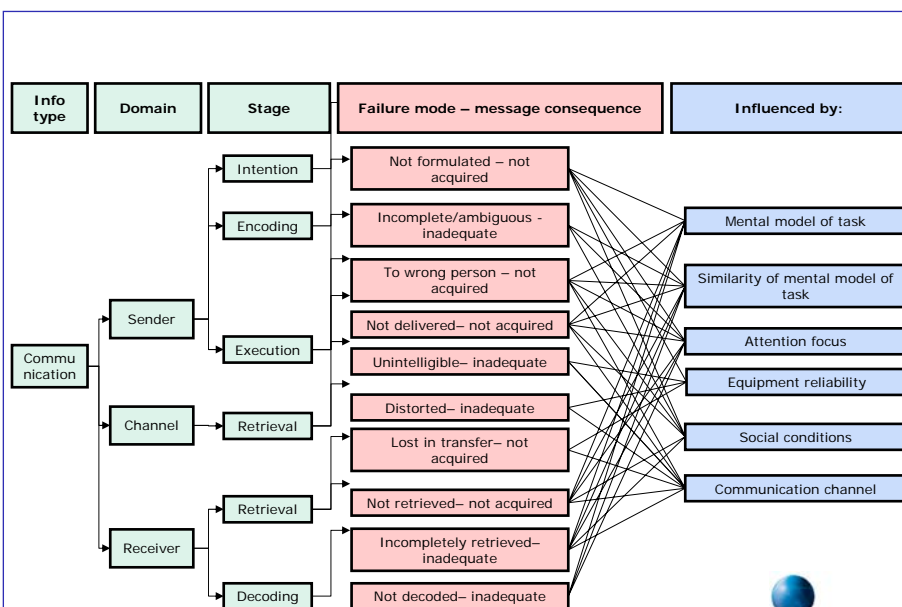 Info
type
Domain
Stage
Failure mode – message consequence
Influenced by:
Intention
Not formulated – not
acquired
Encoding
Incomplete/ambiguous -
inadequate
Mental model of task
To wrong person – not
acquired
Similarity of mental model of
task
Sender
Not delivered– not acquired
Attention focus
Execution
Unintelligible– inadequate
Commu
nication
Equipment reliability
Distorted– inadequate
Channel
Retrieval
Lost in transfer– not
acquired
Social conditions
Communication channel
Retrieval
Not retrieved– not acquired
Receiver
Incompletely retrieved–
inadequate
Decoding
Not decoded– inadequate